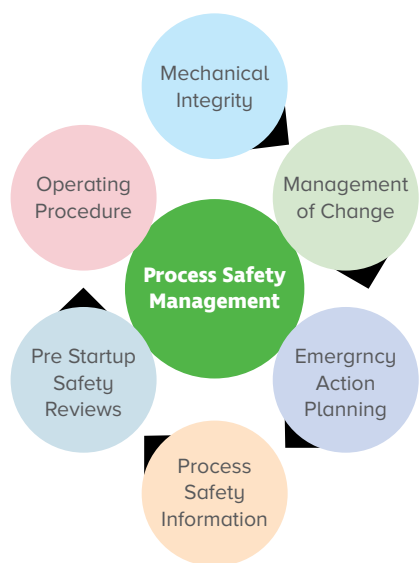 Mechanical
Integrity
Operating
Procedure
Management
of Change
Process Safety
Management
Pre Startup
Safety
Reviews
Emergrncy
Action
Planning
Process
Safety
Information